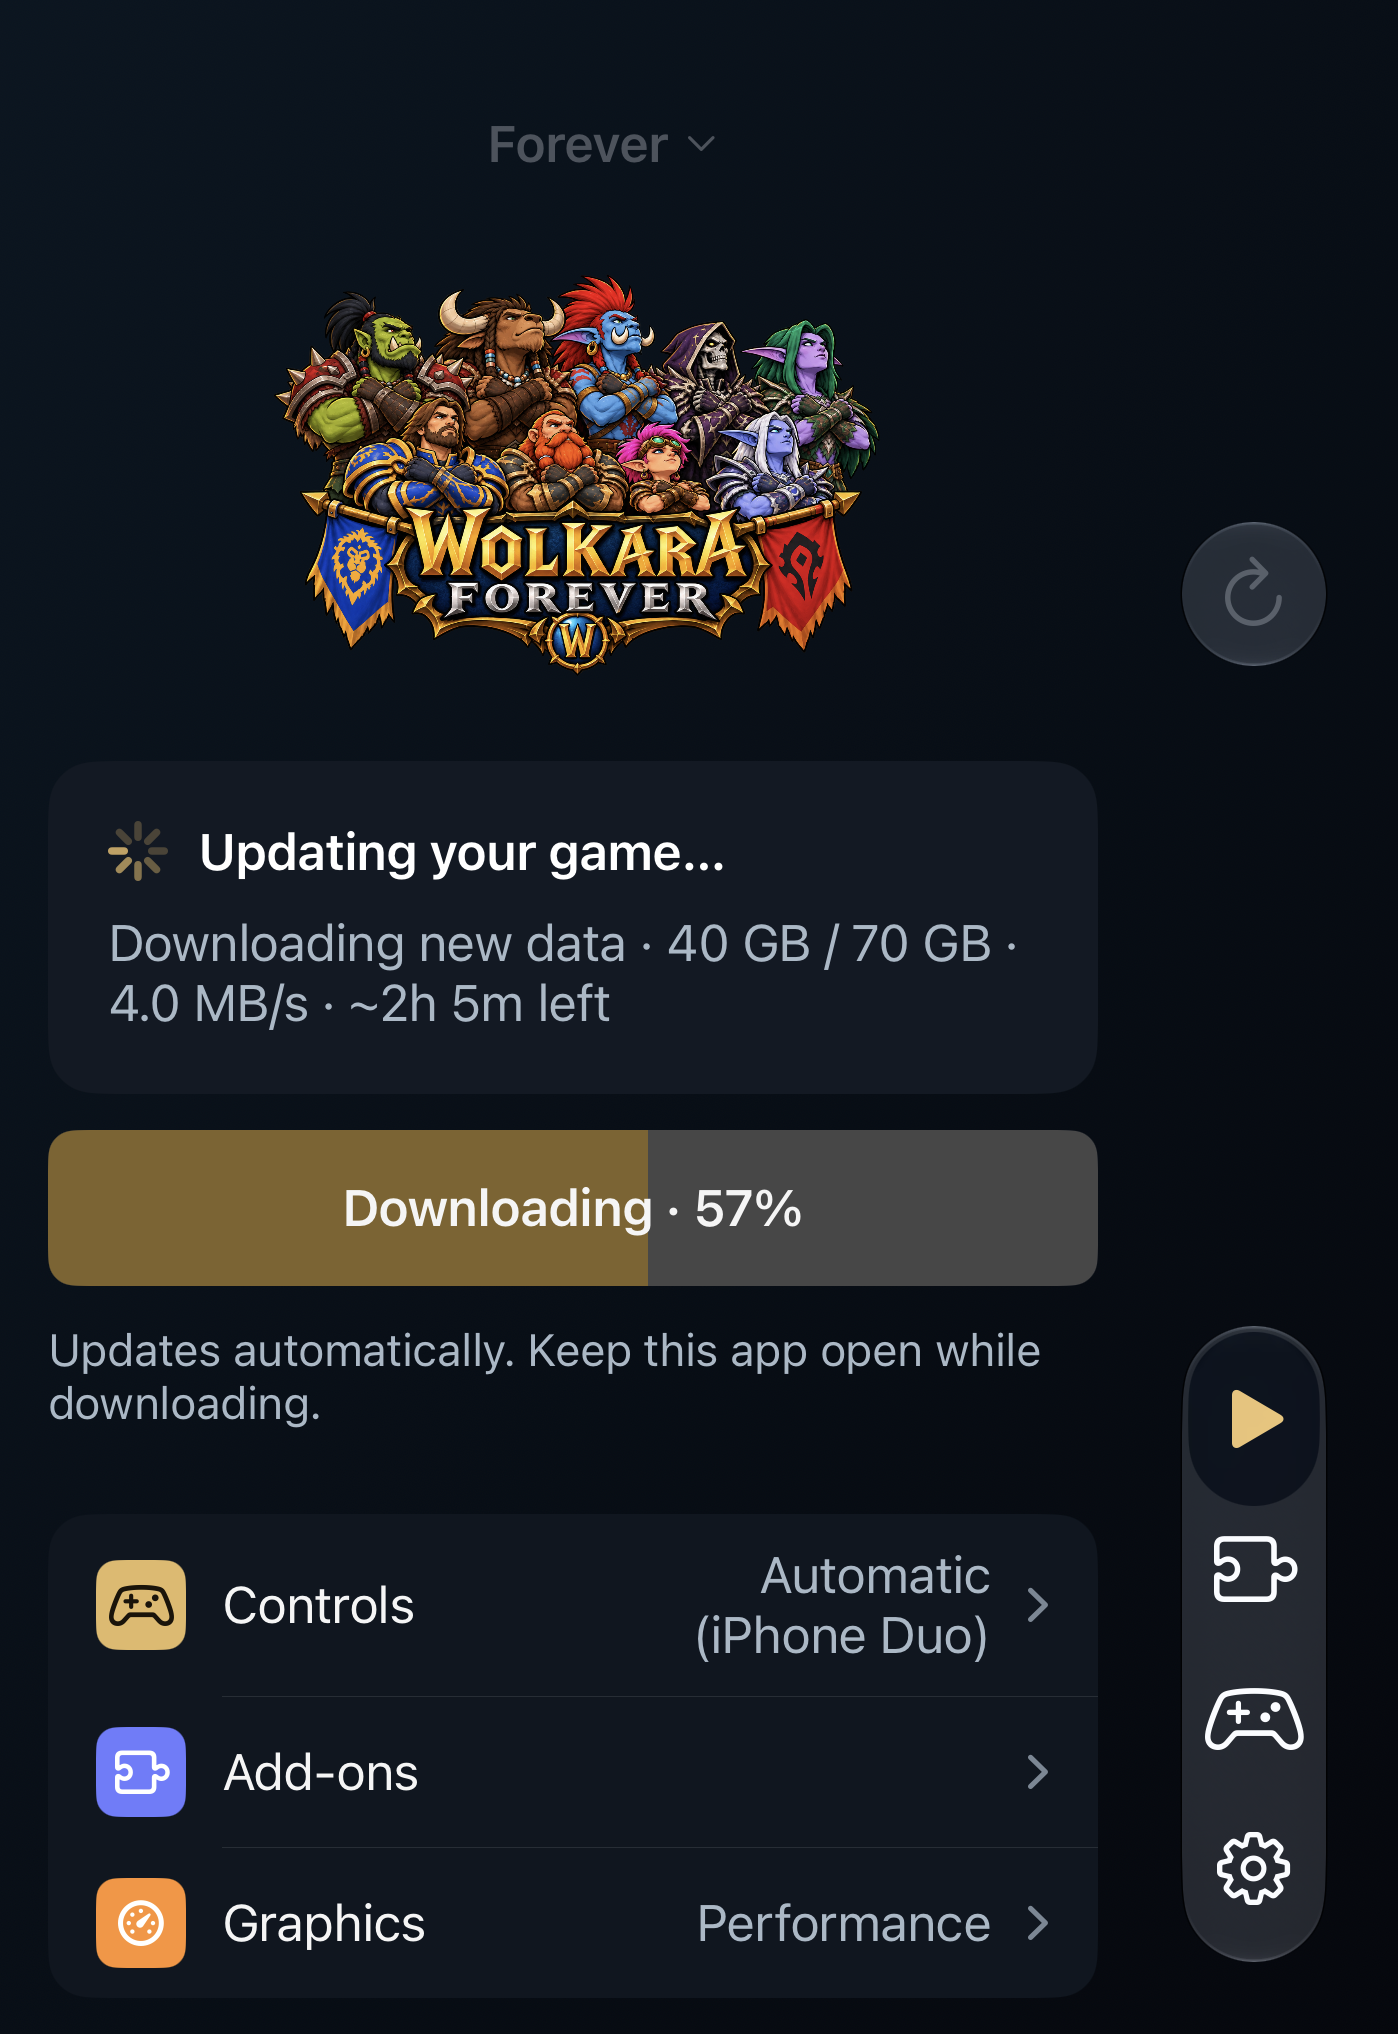 Forever
WOLKARA
FOREVER
W
Updating your game...
Downloading new data · 40 GB / 70 GB ·
4.0 MB/s · ~2h 5m left
Downloading · 57%
Updates automatically. Keep this app open while
downloading.
Controls
Automatic
(iPhone Duo)
Add-ons
Graphics
Performance